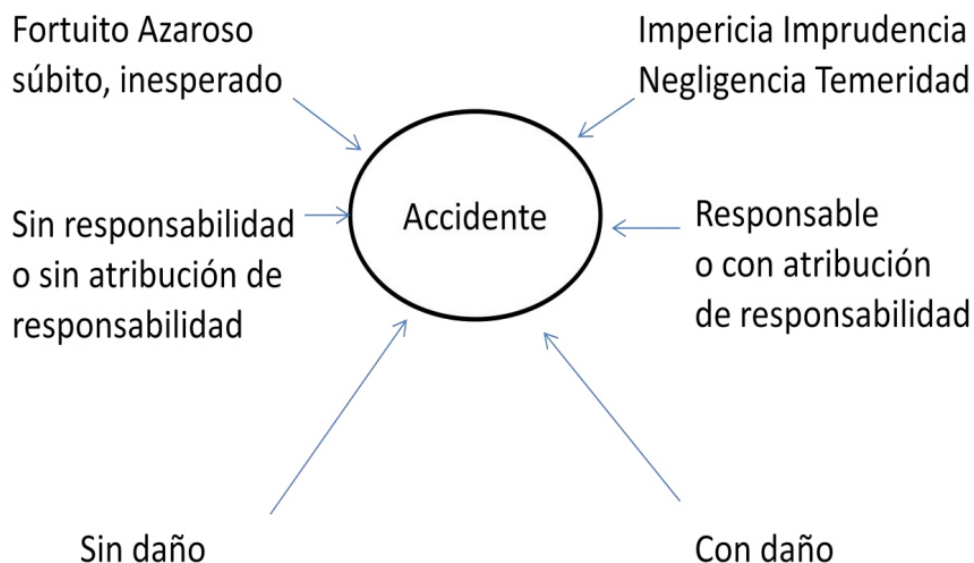 Fortuito Azaroso
súbito, inesperado
Impericia Imprudencia
Negligencia Temeridad
Sin responsabilidad
o sin atribución de
responsabilidad
Accidente
Responsable
o con atribución
de responsabilidad
Sin daño
Con daño